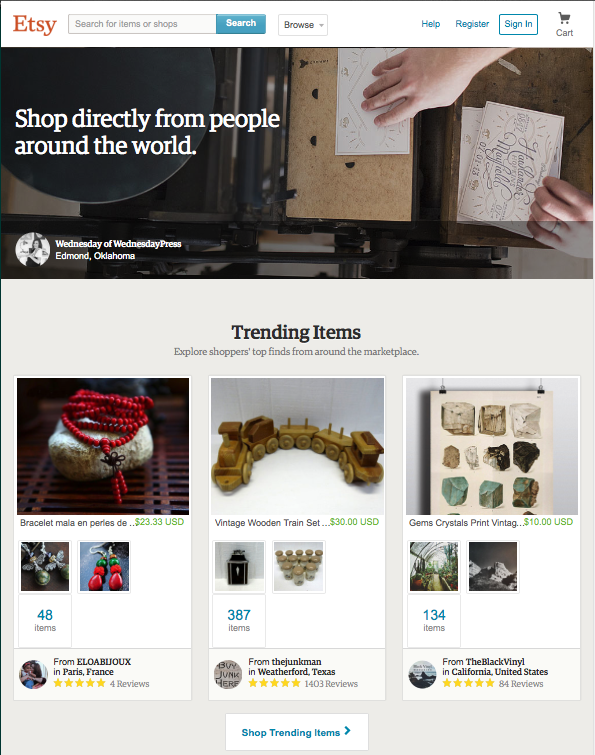 Etsy
Search for items or shops
Search
Browse
Help
Register
Sign In
Cart
Shop directly from people
around the world.
Wednesday of WednesdayPress
Edmond, Oklahoma
Trending Items
Explore shoppers' top finds from around the marketplace.
Bracelet mala en perles de ... $23.33 USD
Vintage Wooden Train Set ... $30.00 USD
Gems Crystals Print Vintag... $10.00 USD
48
items
387
items
134
items
From ELOABIJOUX
in Paris, France
4 Reviews
BUY
JUNK
HERE
From thejunkman
in Weatherford, Texas
1403 Reviews
From TheBlackVinyl
in California, United States
84 Reviews
Shop Trending Items